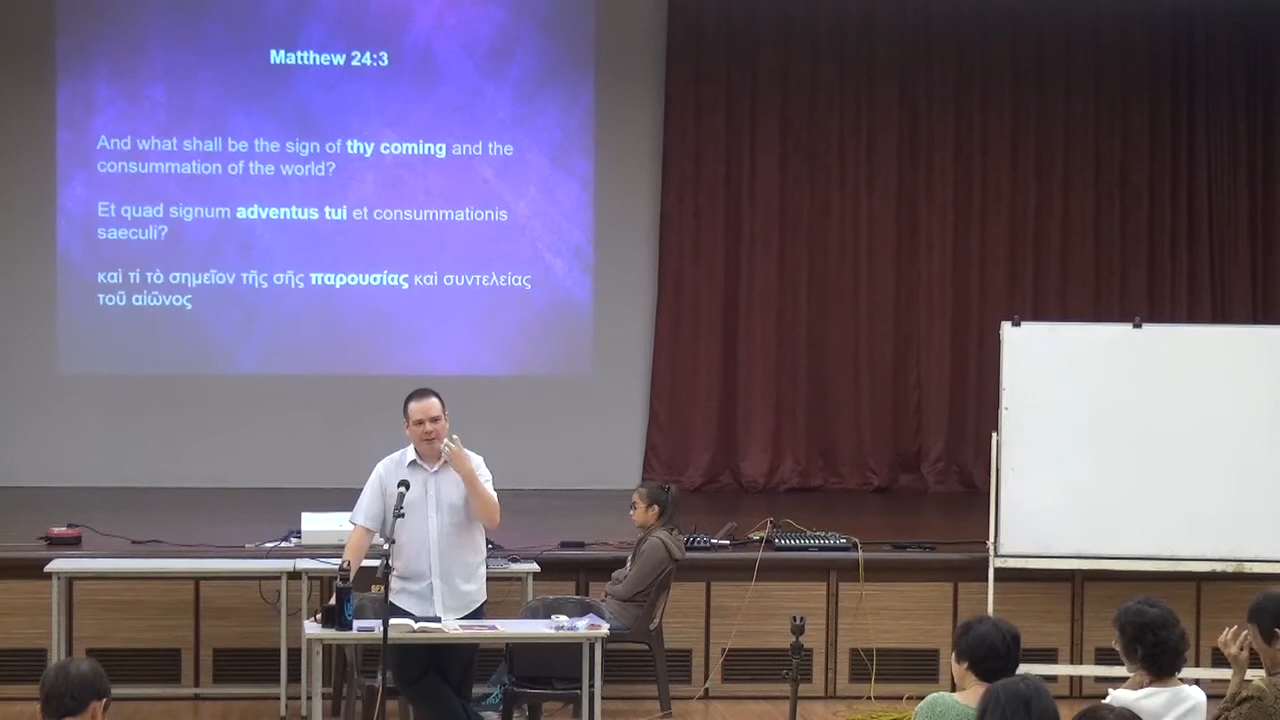 Matthew 24:3
And what shall be the sign of thy coming and the
consummation of the world?
Et quad signum adventus tui et consummationis
saeculi?
καὶ τί τὸ σημεῖον τῆς σῆς παρουσίας καὶ συντελείας
τοῦ αἰῶνος